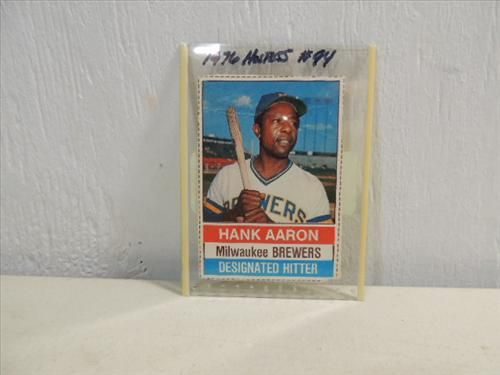 1976 Hostess #94
BREWERS
HANK AARON
Milwaukee BREWERS
DESIGNATED HITTER